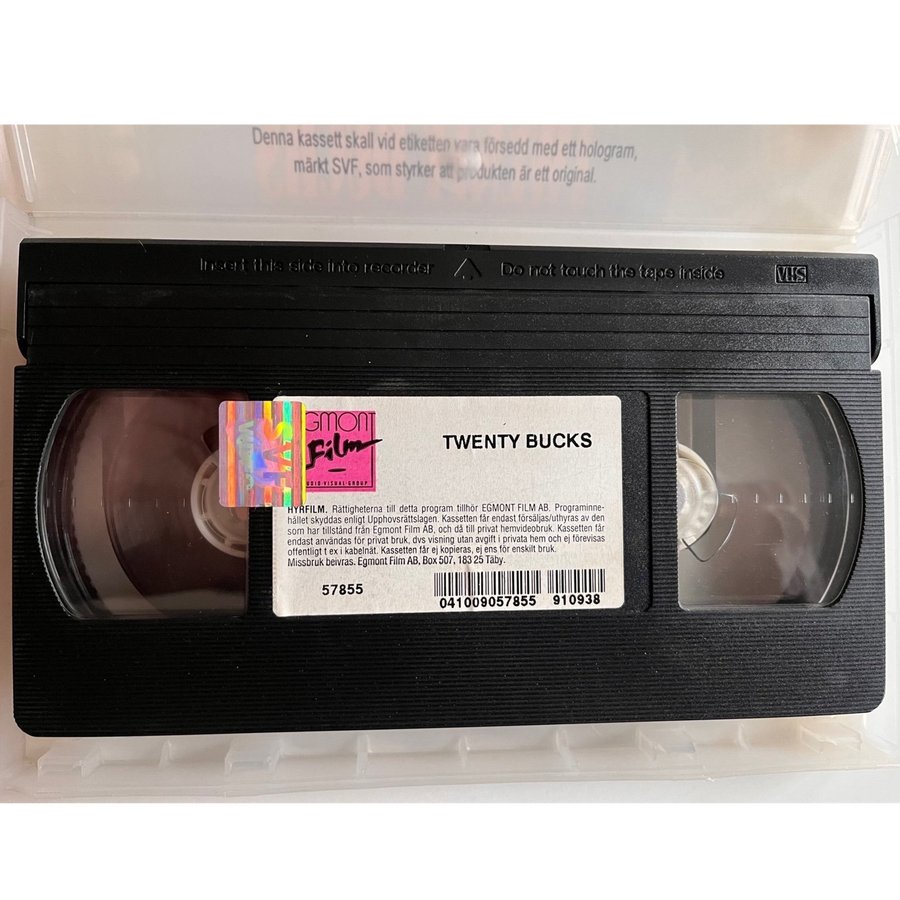 Denna kassett skall vid etiketten vara försedd med ett hologram,
märkt SVF, som styrker att produkten är ett original.
Insert this side into recorder
Do not touch the tape inside
VHS
SVF
EGMONT
Film
AUDIO VISUAL GROUP
TWENTY BUCKS
HYRFILM. Rättigheterna till detta program tillhör EGMONT FILM AB. Programinne-
hållet skyddas enligt Upphovsrättslagen. Kassetten får endast försäljas/uthyras av den
som har tillstånd från Egmont Film AB, och då till privat hemvideobruk. Kassetten får
endast användas för privat bruk, dvs visning utan avgift i privata hem och ej förevisas
offentligt t ex i kabelnät. Kassetten får ej kopieras, ej ens för enskilt bruk.
Missbruk beivras. Egmont Film AB, Box 507, 183 25 Täby.
57855
041009057855 910938